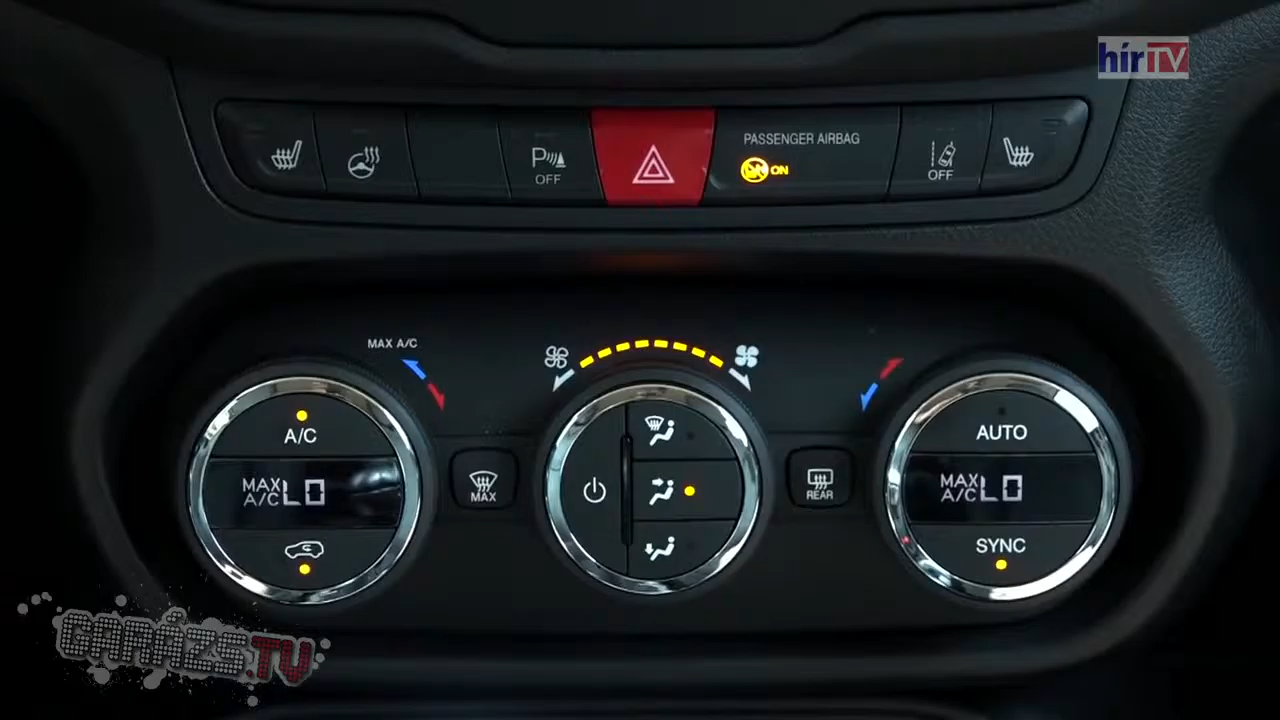 hírTV
PASSENGER AIRBAG
ON
P
OFF
OFF
MAX A/C
A/C
MAX
A/C LO
MAX
REAR
AUTO
MAX
A/C LO
SYNC
GARÁZS.TV